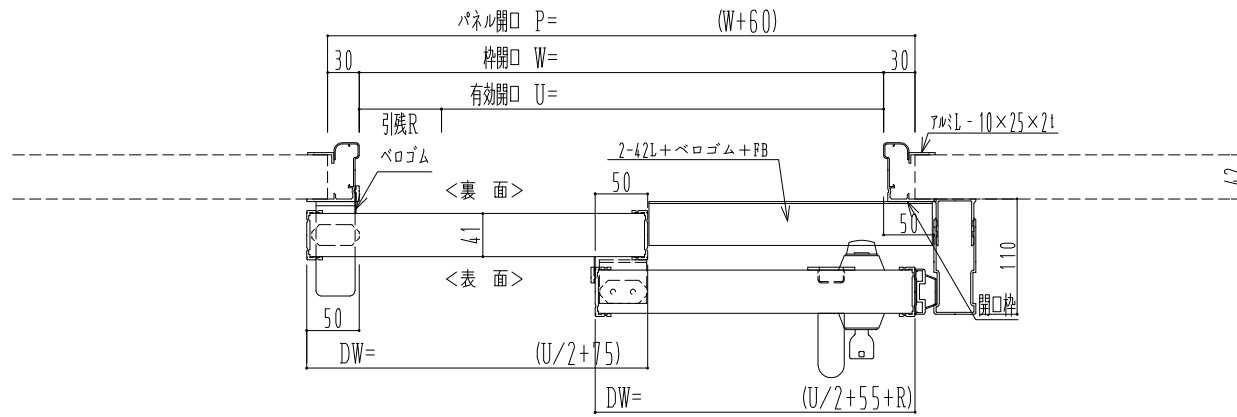 パネル開口 P= (W+60)
30 枠開口 W= 30
有効開口 U=
引残R
アルミL - 10×25×2t
ベロゴム
2-42L+ベロゴム+FB
42
<裏 面>
50
50
41
110
<表 面>
開口枠
50
DW= (U/2+75)
DW= (U/2+55+R)